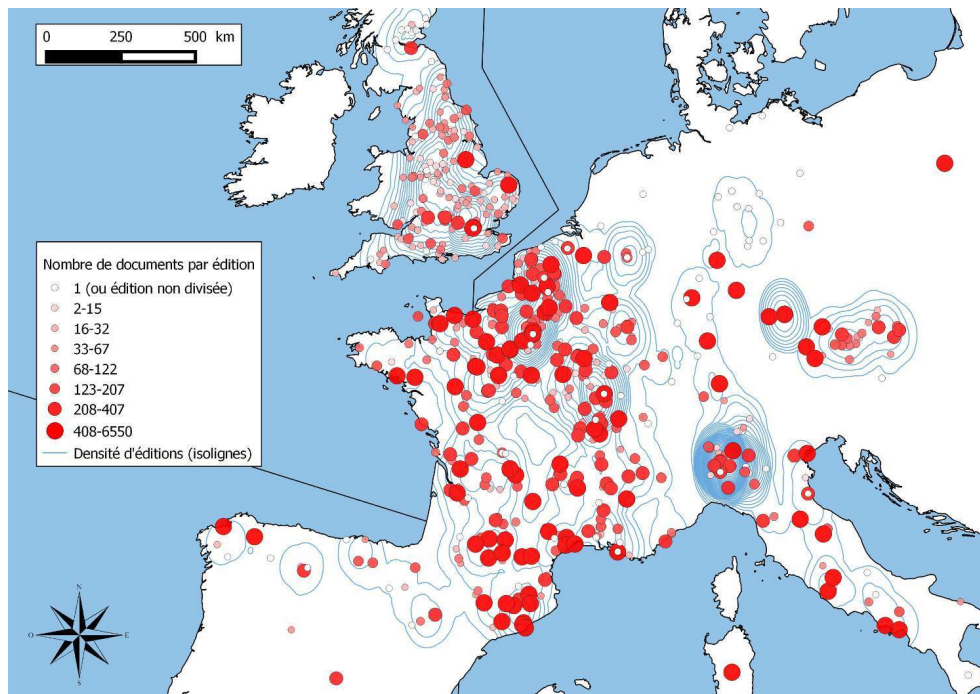 0 250 500 km
Nombre de documents par édition
1 (ou édition non divisée)
2-15
16-32
33-67
68-122
123-207
208-407
408-6550
Densité d'éditions (isolignes)
N
O E
S